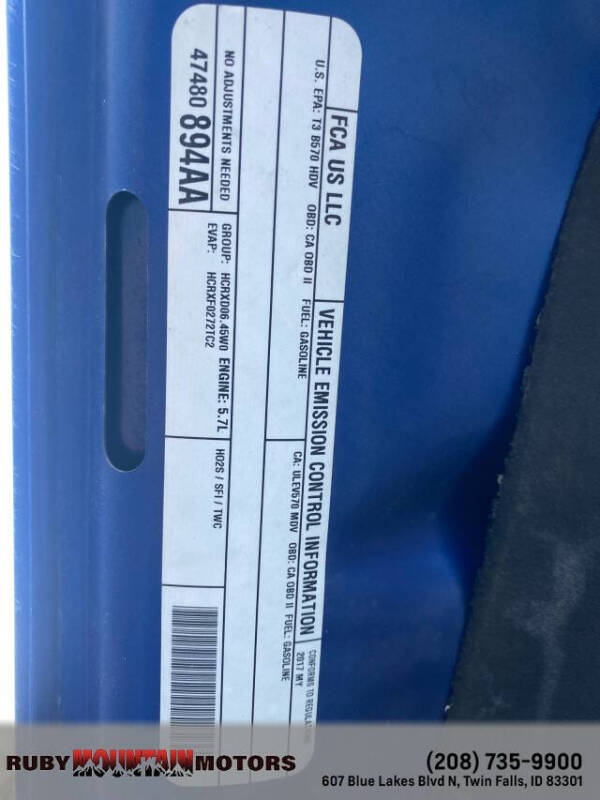 FCA US LLC
VEHICLE EMISSION CONTROL INFORMATION
CONFORMS TO REGULATIONS
2017 MY
U.S. EPA: T3 B570 HDV OBD: CA OBD II FUEL: GASOLINE
CA: ULEV570 MDV OBD: CA OBD II FUEL: GASOLINE
NO ADJUSTMENTS NEEDED
47480 894AA
GROUP: HCRXD06.45W0 ENGINE: 5.7L
EVAP: HCRXF0272TC2
HO2S / SFI / TWC
RUBY MOUNTAIN MOTORS
(208) 735-9900
607 Blue Lakes Blvd N, Twin Falls, ID 83301